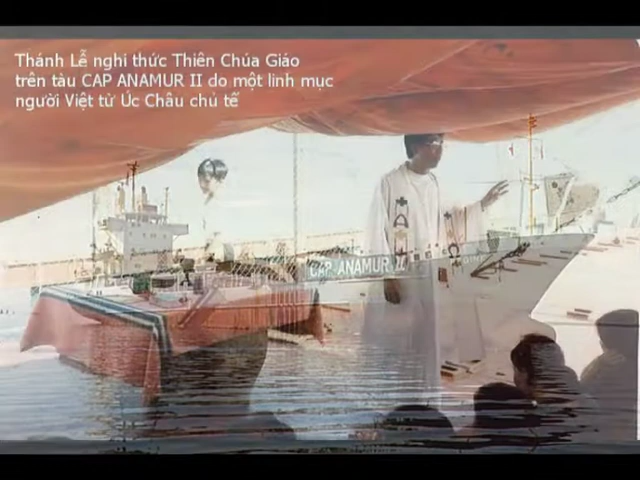 Thánh Lễ nghi thức Thiên Chúa Giáo
trên tàu CAP ANAMUR II do một linh mục
người Việt từ Úc Châu chủ tế
CAP ANAMUR II